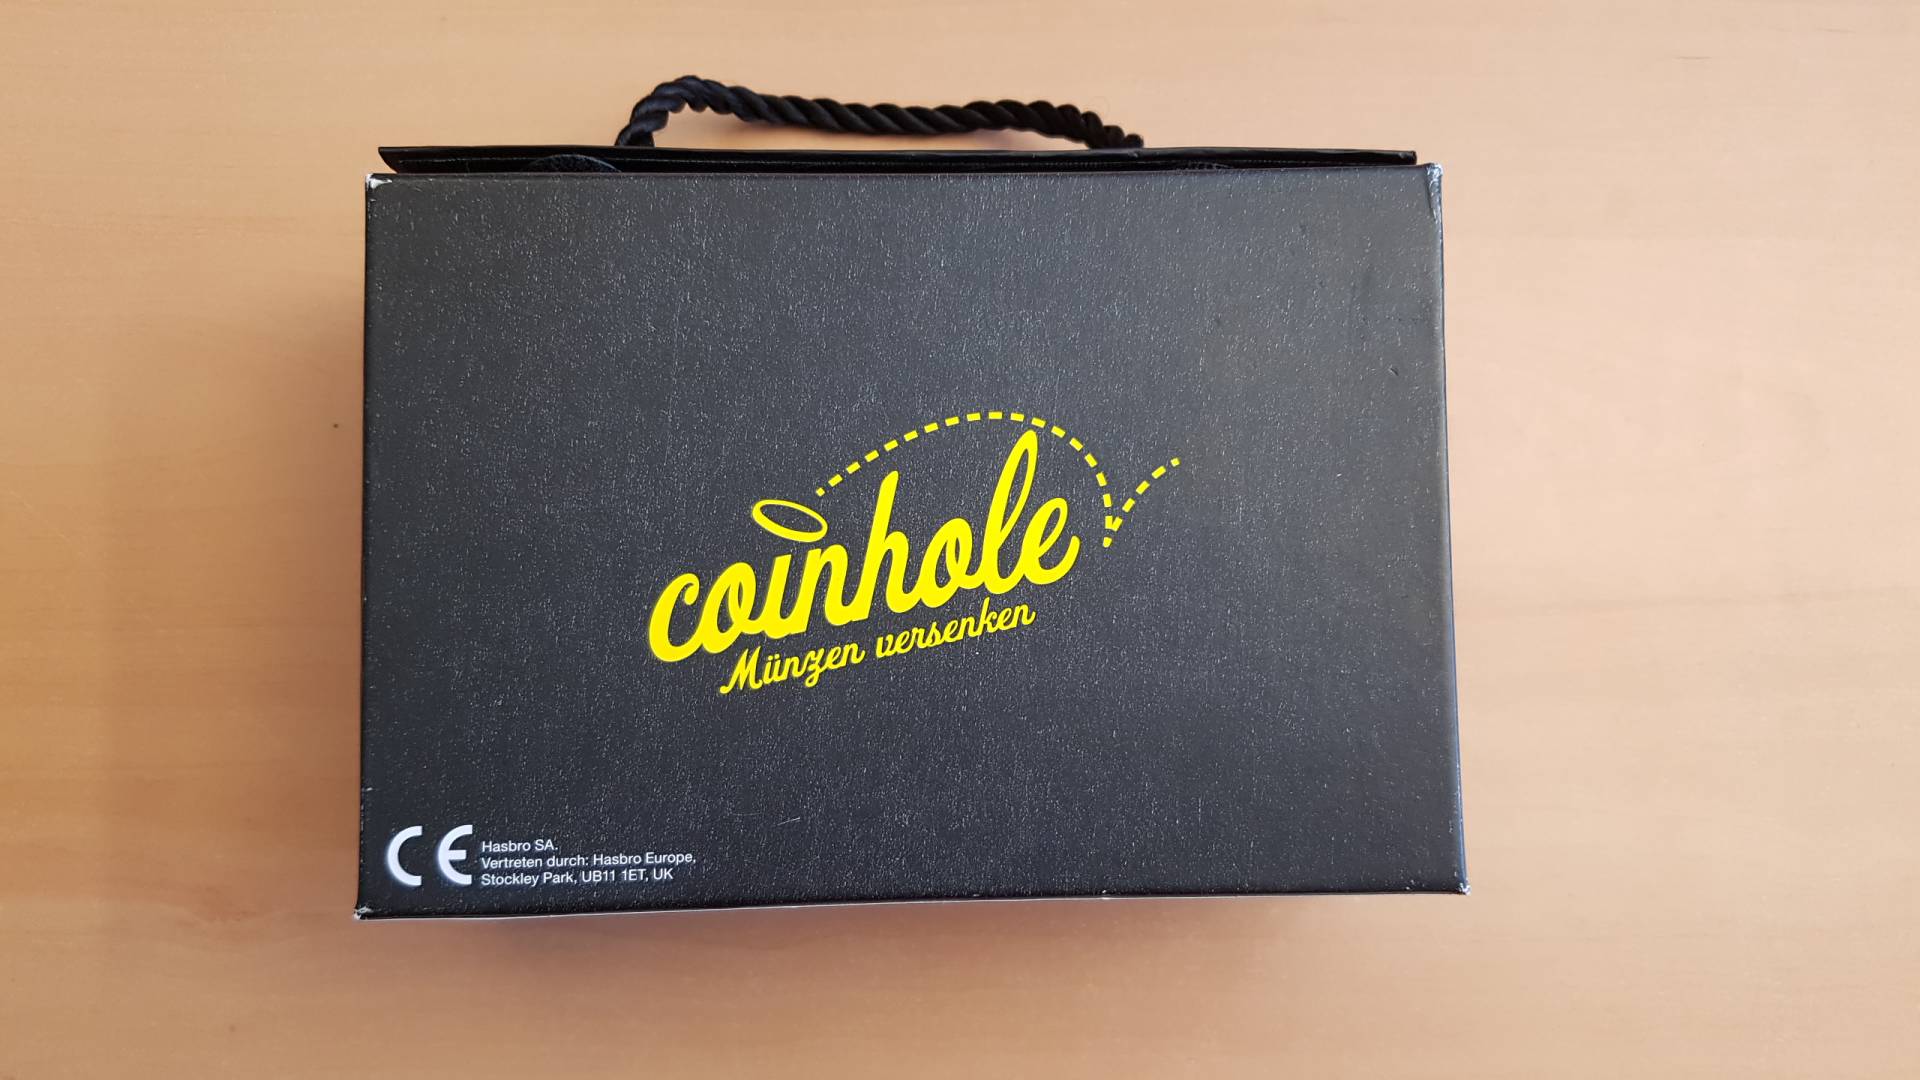 coinhole
Münzen versenken
CE
Hasbro SA.
Vertreten durch: Hasbro Europe,
Stockley Park, UB11 1ET, UK